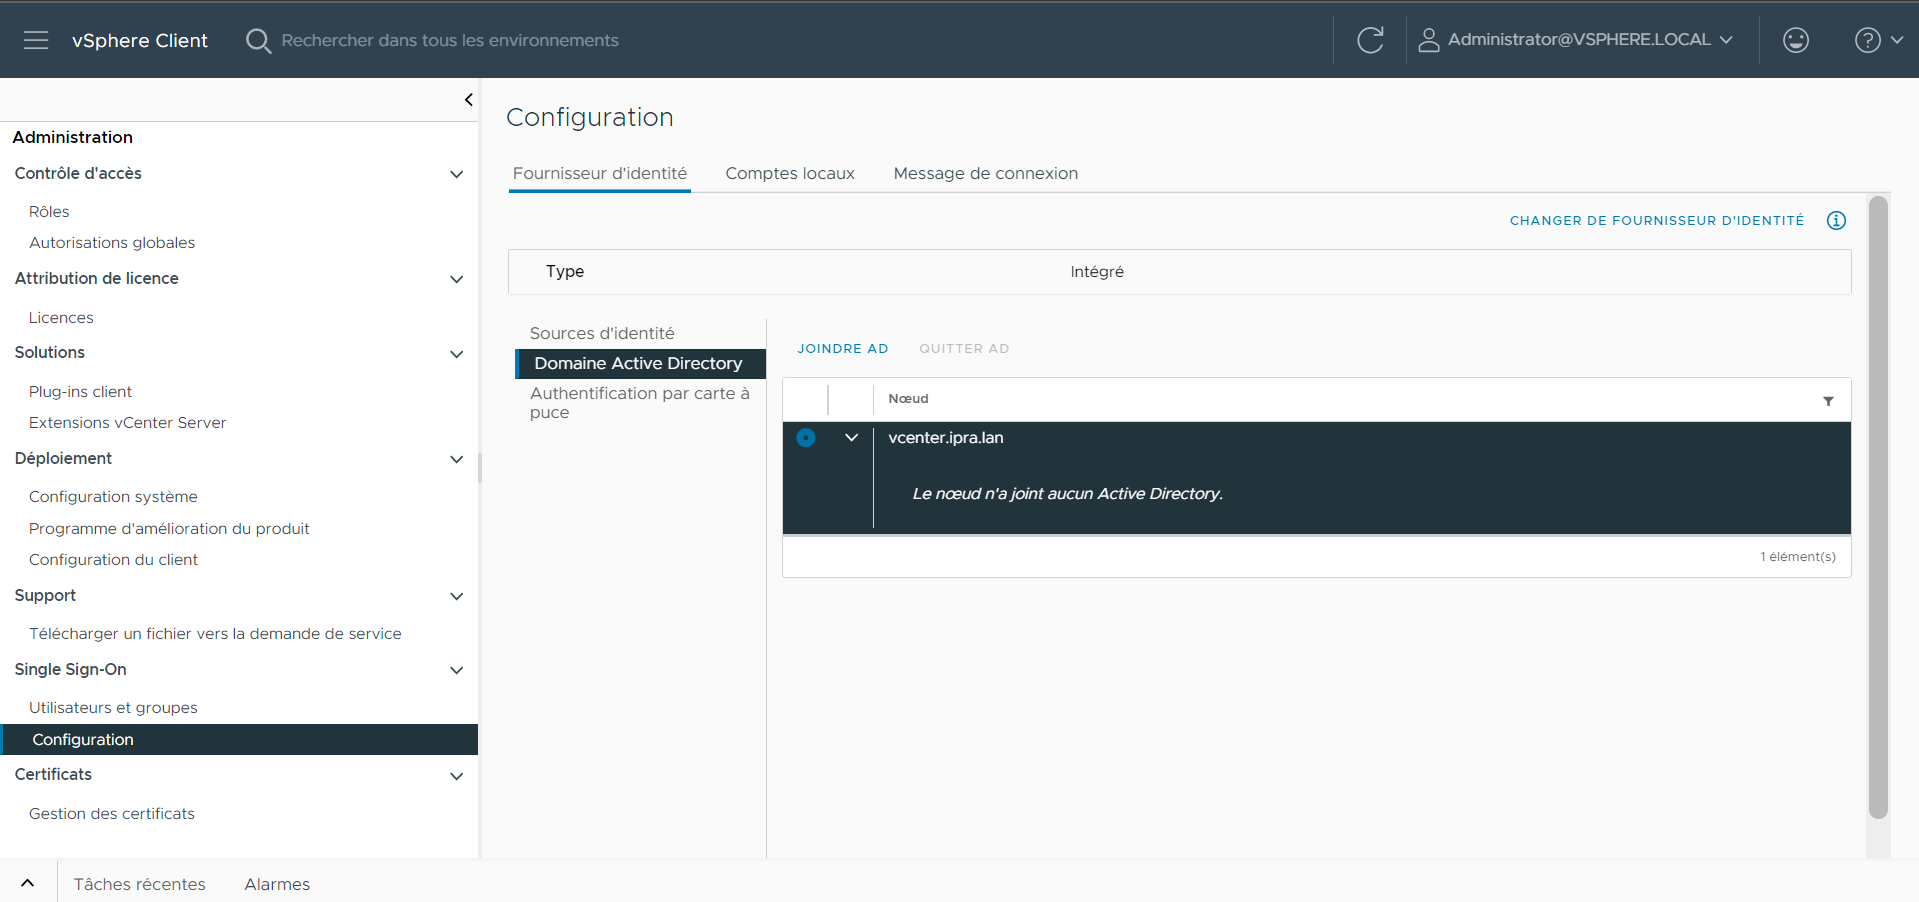 vSphere Client
Rechercher dans tous les environnements
Administrator@VSPHERE.LOCAL
Administration
Contrôle d'accès
Rôles
Autorisations globales
Attribution de licence
Licences
Solutions
Plug-ins client
Extensions vCenter Server
Déploiement
Configuration système
Programme d'amélioration du produit
Configuration du client
Support
Télécharger un fichier vers la demande de service
Single Sign-On
Utilisateurs et groupes
Configuration
Certificats
Gestion des certificats
Configuration
Fournisseur d'identité
Comptes locaux
Message de connexion
CHANGER DE FOURNISSEUR D'IDENTITÉ
Type
Intégré
Sources d'identité
Domaine Active Directory
Authentification par carte à
puce
JOINDRE AD
QUITTER AD
Nœud
vcenter.ipra.lan
Le nœud n'a joint aucun Active Directory.
1 élément(s)
Tâches récentes
Alarmes